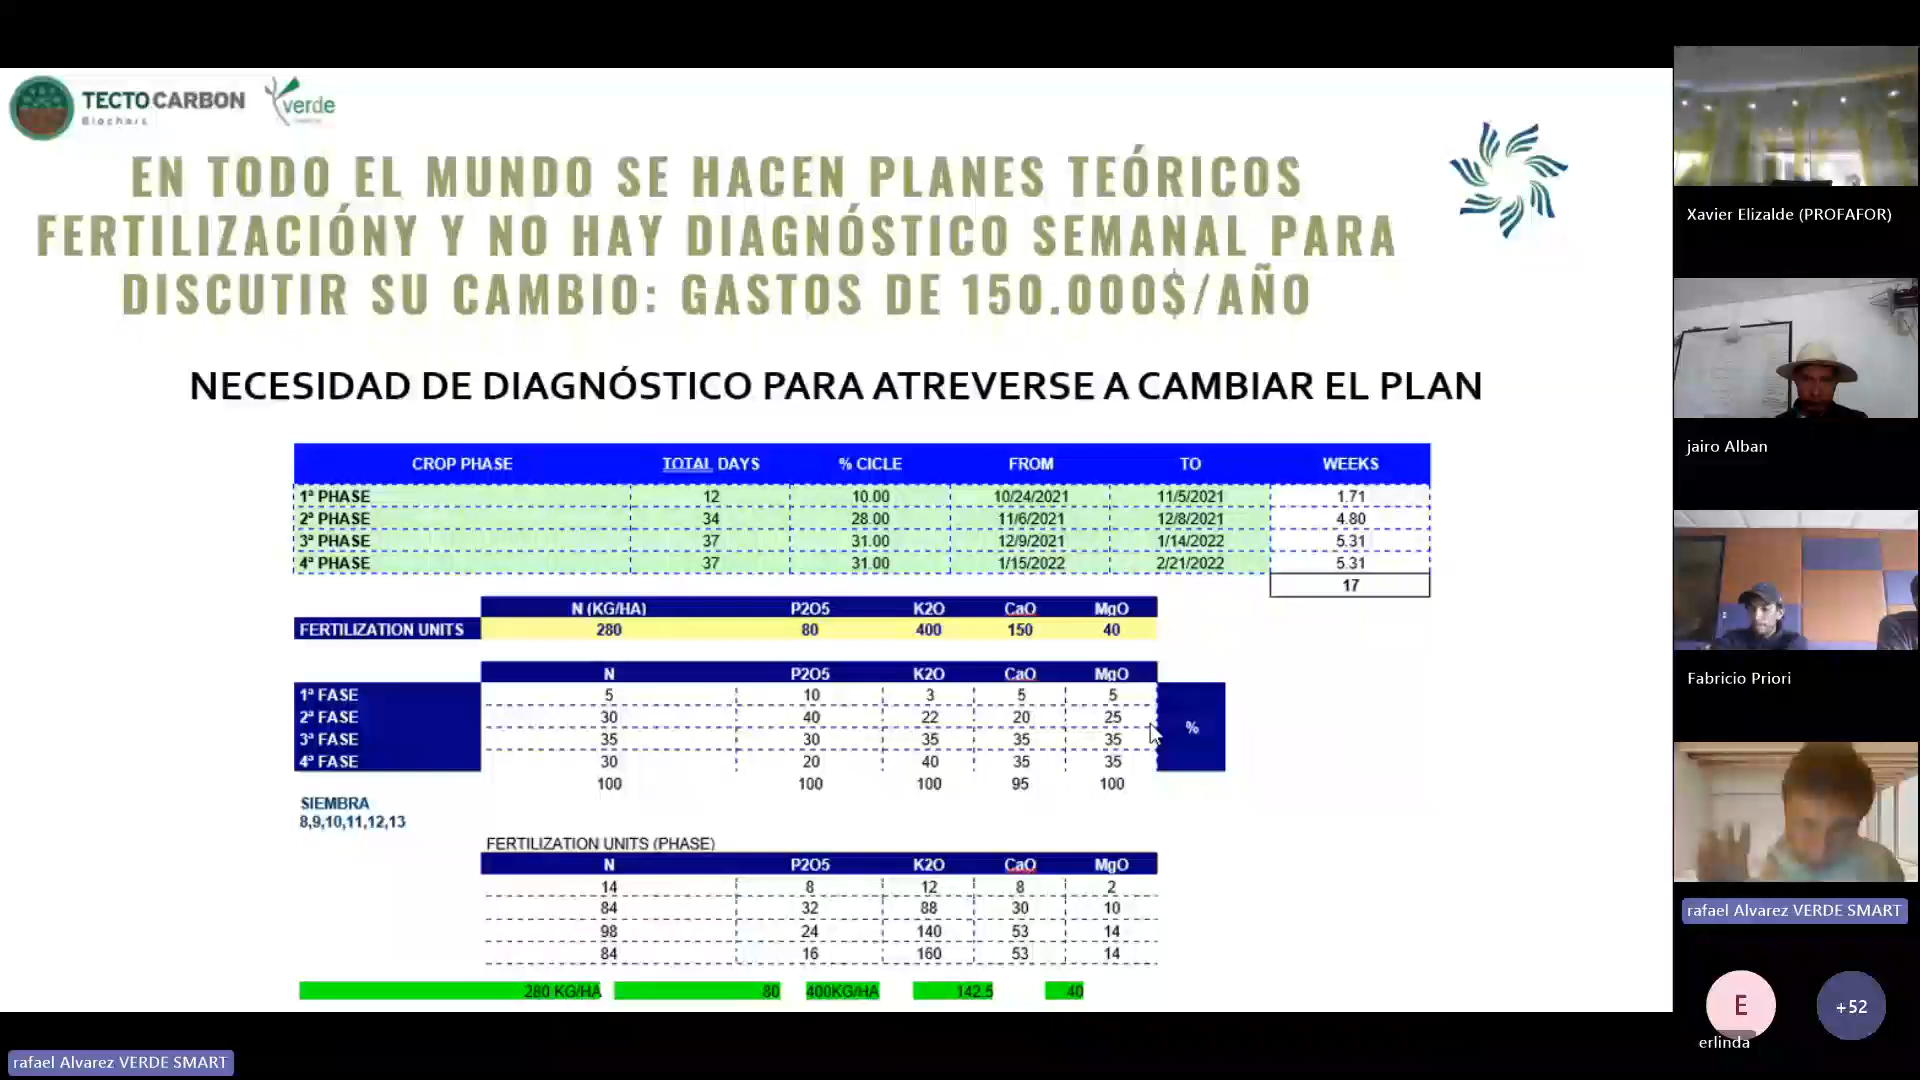 TECTO CARBON
Biochars
verde
EN TODO EL MUNDO SE HACEN PLANES TEÓRICOS
FERTILIZACIÓNY Y NO HAY DIAGNÓSTICO SEMANAL PARA
DISCUTIR SU CAMBIO: GASTOS DE 150.000$/AÑO
NECESIDAD DE DIAGNÓSTICO PARA ATREVERSE A CAMBIAR EL PLAN
CROP PHASE TOTAL DAYS % CICLE FROM TO WEEKS
1ª PHASE 12 10.00 10/24/2021 11/5/2021 1.71
2ª PHASE 34 28.00 11/6/2021 12/8/2021 4.80
3ª PHASE 37 31.00 12/9/2021 1/14/2022 5.31
4ª PHASE 37 31.00 1/15/2022 2/21/2022 5.31
17
N (KG/HA) P2O5 K2O CaO MgO
FERTILIZATION UNITS 280 80 400 150 40
N P2O5 K2O CaO MgO
1ª FASE 5 10 3 5 5
2ª FASE 30 40 22 20 25
%
3ª FASE 35 30 35 35 35
4ª FASE 30 20 40 35 35
100 100 100 95 100
SIEMBRA
8,9,10,11,12,13
FERTILIZATION UNITS (PHASE)
N P2O5 K2O CaO MgO
14 8 12 8 2
84 32 88 30 10
98 24 140 53 14
84 16 160 53 14
280 KG/HA 80 400KG/HA 142.5 40
Xavier Elizalde (PROFAFOR)
jairo Alban
Fabricio Priori
rafael Alvarez VERDE SMART
E
+52
erlinda
rafael Alvarez VERDE SMART